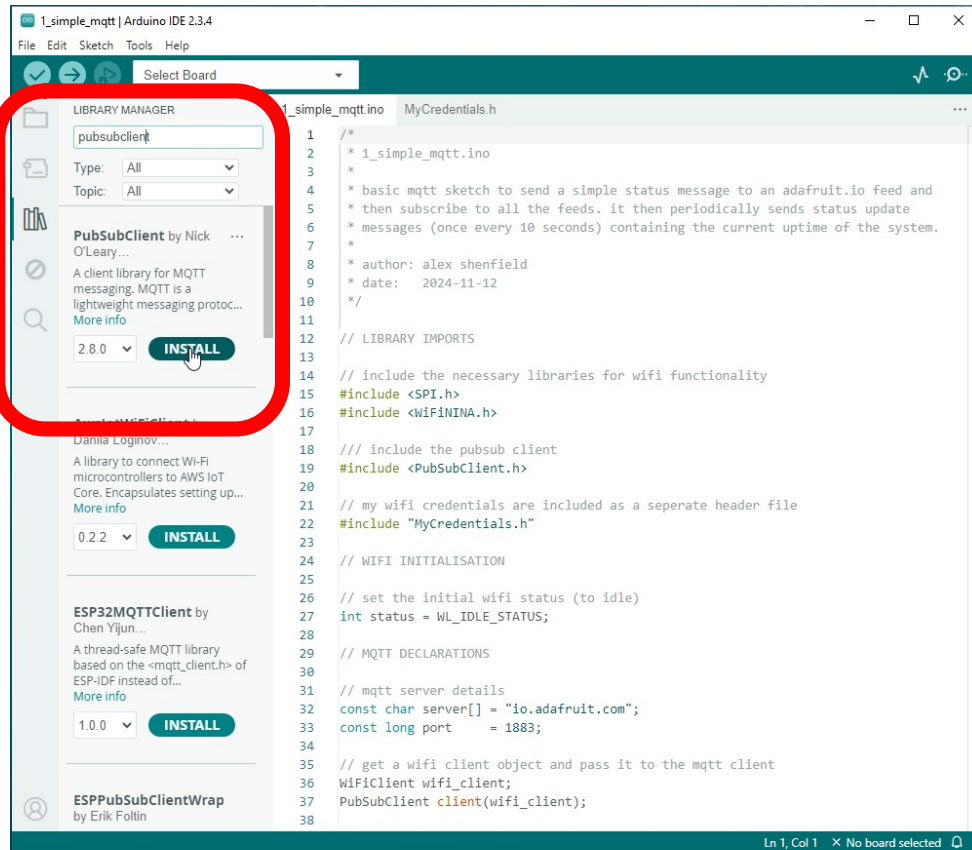 1_simple_mqtt | Arduino IDE 2.3.4
File Edit Sketch Tools Help
Select Board
LIBRARY MANAGER
pubsubclient
Type: All
Topic: All
PubSubClient by Nick
O'Leary...
A client library for MQTT
messaging. MQTT is a
lightweight messaging protoc...
More info
2.8.0 INSTALL
Danila Loginov...
A library to connect Wi-Fi
microcontrollers to AWS IoT
Core. Encapsulates setting up...
More info
0.2.2 INSTALL
ESP32MQTTClient by
Chen Yijun...
A thread-safe MQTT library
based on the <mqtt_client.h> of
ESP-IDF instead of...
More info
1.0.0 INSTALL
ESPPubSubClientWrap
by Erik Foltin
1_simple_mqtt.ino MyCredentials.h ...
1 /*
2 * 1_simple_mqtt.ino
3 *
4 * basic mqtt sketch to send a simple status message to an adafruit.io feed and
5 * then subscribe to all the feeds. it then periodically sends status update
6 * messages (once every 10 seconds) containing the current uptime of the system.
7 *
8 * author: alex shenfield
9 * date: 2024-11-12
10 */
11
12 // LIBRARY IMPORTS
13
14 // include the necessary libraries for wifi functionality
15 #include <SPI.h>
16 #include <WiFiNINA.h>
17
18 /// include the pubsub client
19 #include <PubSubClient.h>
20
21 // my wifi credentials are included as a seperate header file
22 #include "MyCredentials.h"
23
24 // WIFI INITIALISATION
25
26 // set the initial wifi status (to idle)
27 int status = WL_IDLE_STATUS;
28
29 // MQTT DECLARATIONS
30
31 // mqtt server details
32 const char server[] = "io.adafruit.com";
33 const long port = 1883;
34
35 // get a wifi client object and pass it to the mqtt client
36 WiFiClient wifi_client;
37 PubSubClient client(wifi_client);
38
Ln 1, Col 1 × No board selected